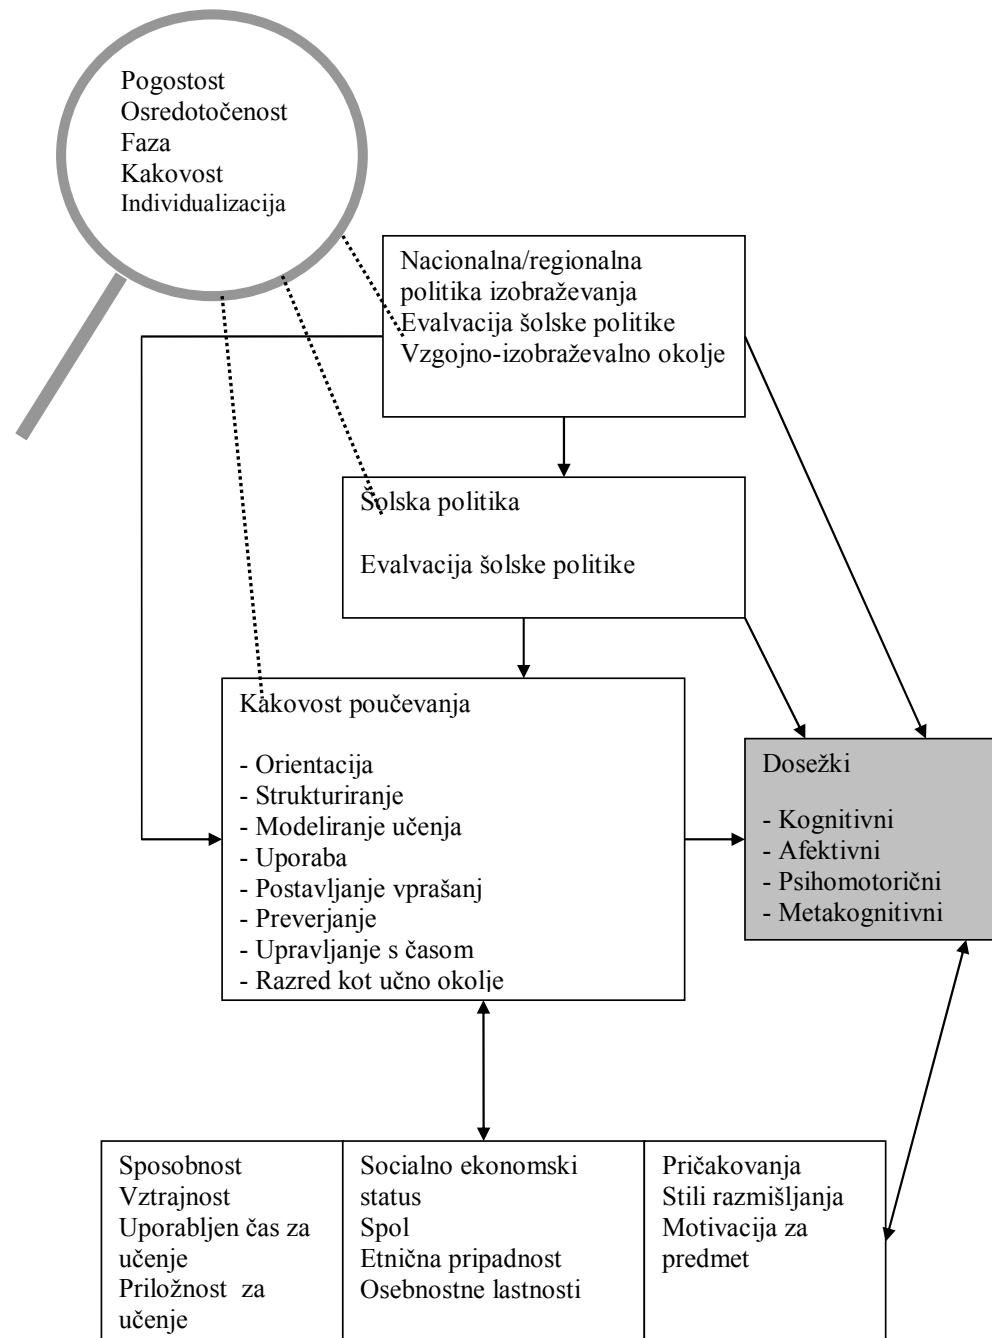 Pogostost
Osredotočenost
Faza
Kakovost
Individualizacija
Nacionalna/regionalna
politika izobraževanja
Evalvacija šolske politike
Vzgojno-izobraževalno okolje
Šolska politika
Evalvacija šolske politike
Kakovost poučevanja
- Orientacija
- Strukturiranje
- Modeliranje učenja
- Uporaba
- Postavljanje vprašanj
- Preverjanje
- Upravljanje s časom
- Razred kot učno okolje
Dosežki
- Kognitivni
- Afektivni
- Psihomotorični
- Metakognitivni
Sposobnost
Vztrajnost
Uporabljen čas za
učenje
Priložnost za
učenje
Socialno ekonomski
status
Spol
Etnična pripadnost
Osebnostne lastnosti
Pričakovanja
Stili razmišljanja
Motivacija za
predmet